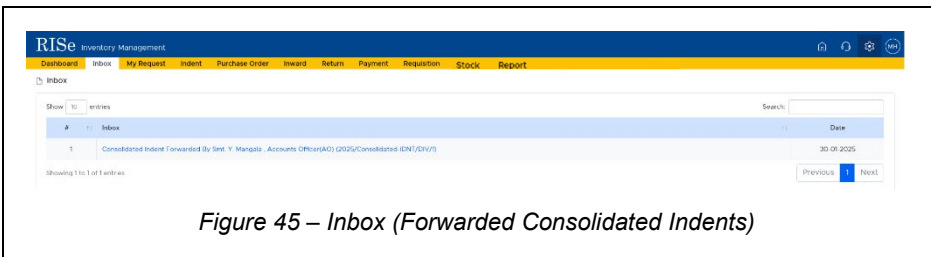 RISe Inventory Management
MH
Dashboard Inbox My Request Indent Purchase Order Inward Return Payment Requisition Stock Report
Inbox
Show 10 entries Search:
# Inbox Date
1 Consolidated Indent Forwarded By Smt. Y. Mangala , Accounts Officer(AO) (2025/Consolidated-IDNT/DIV/1) 30-01-2025
Showing 1 to 1 of 1 entries Previous 1 Next
Figure 45 – Inbox (Forwarded Consolidated Indents)